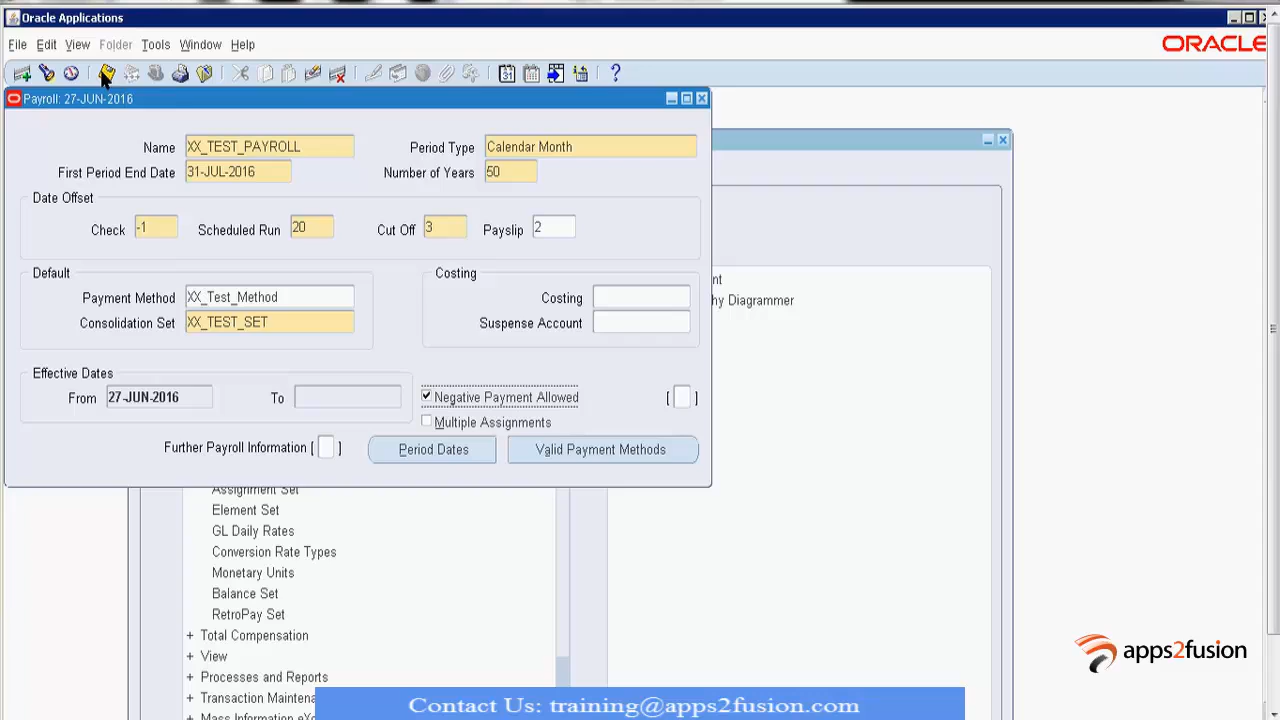 Oracle Applications
File Edit View Folder Tools Window Help
ORACLE
Payroll: 27-JUN-2016
Name XX_TEST_PAYROLL Period Type Calendar Month
First Period End Date 31-JUL-2016 Number of Years 50
Date Offset
Check -1 Scheduled Run 20 Cut Off 3 Payslip 2
Default Costing
Payment Method XX_Test_Method Costing
Consolidation Set XX_TEST_SET Suspense Account
Effective Dates
From 27-JUN-2016 To Negative Payment Allowed [ ]
Multiple Assignments
Further Payroll Information [ ] Period Dates Valid Payment Methods
nt
hy Diagrammer
Assignment Set
Element Set
GL Daily Rates
Conversion Rate Types
Monetary Units
Balance Set
RetroPay Set
+ Total Compensation
+ View
+ Processes and Reports
+ Transaction Maintena
+ Mass Information eXc
apps2fusion
Contact Us: training@apps2fusion.com